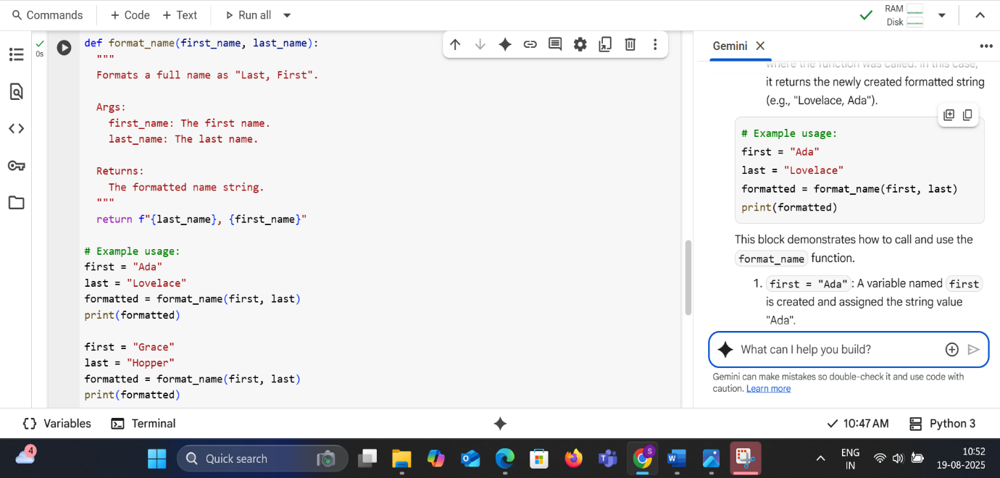 Commands + Code + Text Run all
RAM
Disk
0s
def format_name(first_name, last_name):
"""
Formats a full name as "Last, First".
Args:
first_name: The first name.
last_name: The last name.
Returns:
The formatted name string.
"""
return f"{last_name}, {first_name}"
# Example usage:
first = "Ada"
last = "Lovelace"
formatted = format_name(first, last)
print(formatted)
first = "Grace"
last = "Hopper"
formatted = format_name(first, last)
print(formatted)
Gemini
where the function was called. In this case,
it returns the newly created formatted string
(e.g., "Lovelace, Ada").
# Example usage:
first = "Ada"
last = "Lovelace"
formatted = format_name(first, last)
print(formatted)
This block demonstrates how to call and use the
format_name function.
1. first = "Ada" : A variable named first
is created and assigned the string value
"Ada".
What can I help you build?
Gemini can make mistakes so double-check it and use code with
caution. Learn more
{} Variables Terminal
10:47 AM Python 3
4
Quick search
S
ENG
IN
10:52
19-08-2025